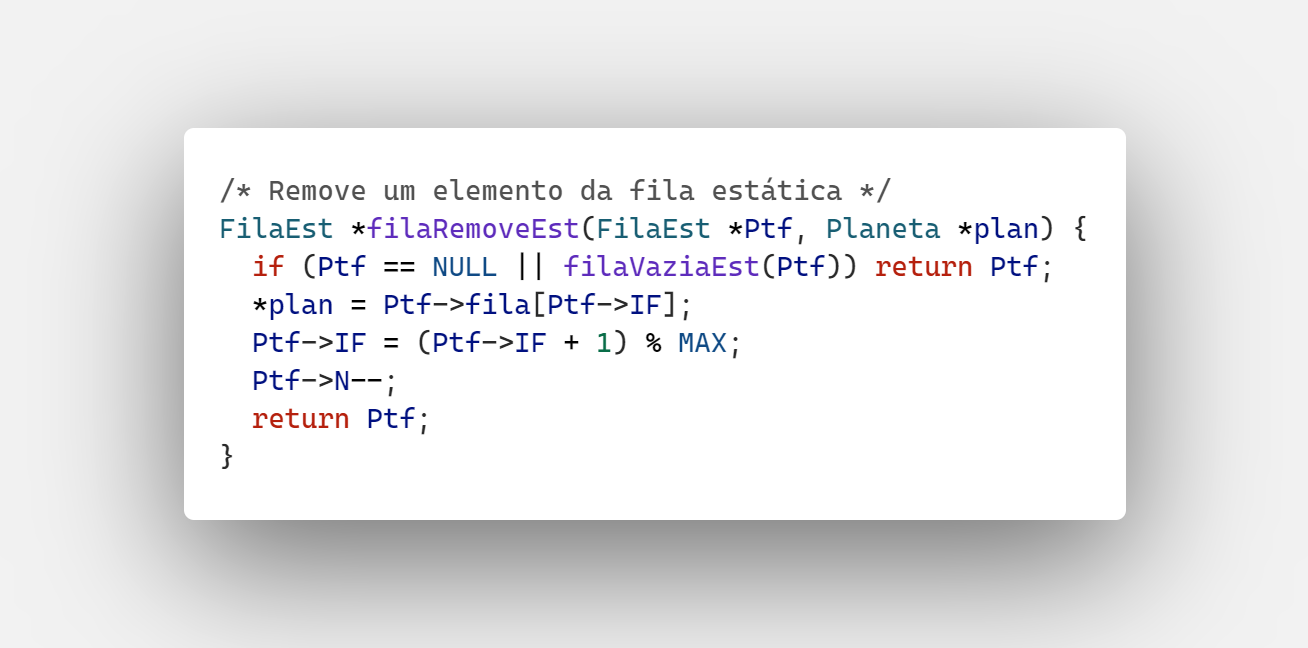 /* Remove um elemento da fila estática */
FilaEst *filaRemoveEst(FilaEst *Ptf, Planeta *plan) {
  if (Ptf == NULL || filaVaziaEst(Ptf)) return Ptf;
  *plan = Ptf->fila[Ptf->IF];
  Ptf->IF = (Ptf->IF + 1) % MAX;
  Ptf->N--;
  return Ptf;
}